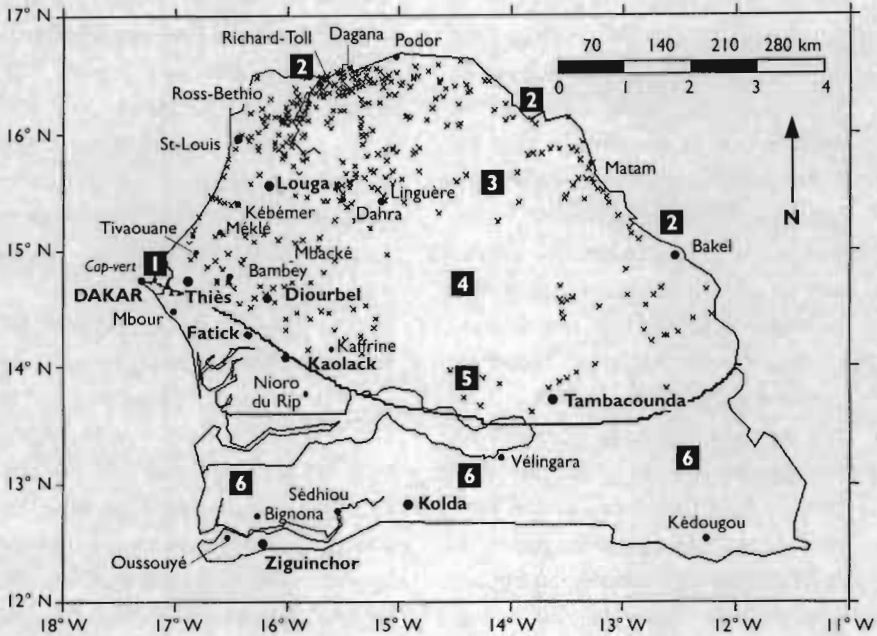 17° N
Richard-Toll
Dagana
Podor
70 140 210 280 km
0 1 2 3 4
2
2
Ross-Bethio
16° N
St-Louis
Matam
N
3
Louga
Linguère
Kébémer
Dahra
Tivaouane
Méklé
2
15° N
Mbacké
Bakel
Cap-vert
1
Bambey
4
DAKAR
Thiès
Diourbel
Mbour
Fatick
Kaffrine
14° N
Kaolack
5
Nioro
du Rip
Tambacounda
Vélingara
6
6
6
13° N
Sédhiou
Kolda
Bignona
Kédougou
Oussouyé
Ziguinchor
12° N
18° W 17° W 16° W 15° W 14° W 13° W 12° W 11° W